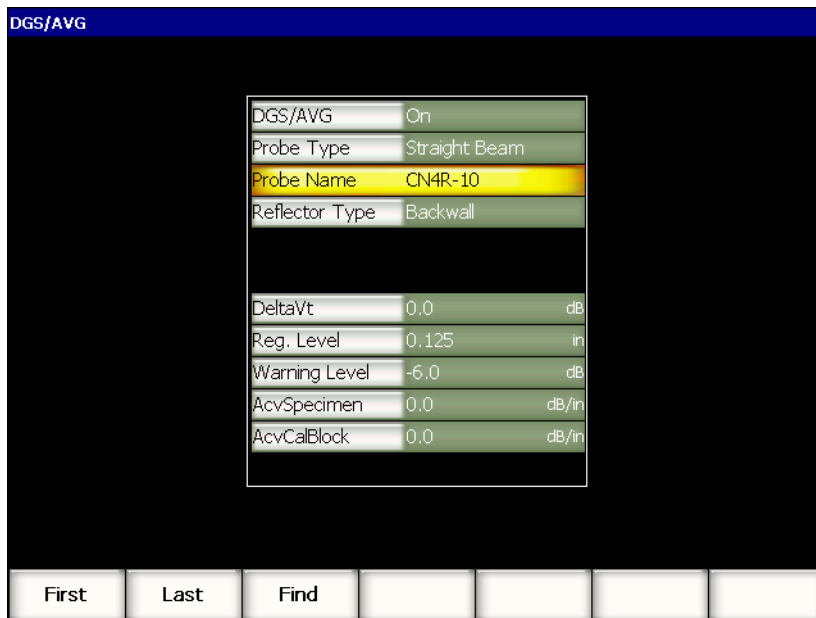 DGS/AVG
DGS/AVG On
Probe Type Straight Beam
Probe Name CN4R-10
Reflector Type Backwall
DeltaVt 0.0 dB
Reg. Level 0.125 in
Warning Level -6.0 dB
AcvSpecimen 0.0 dB/in
AcvCalBlock 0.0 dB/in
First Last Find